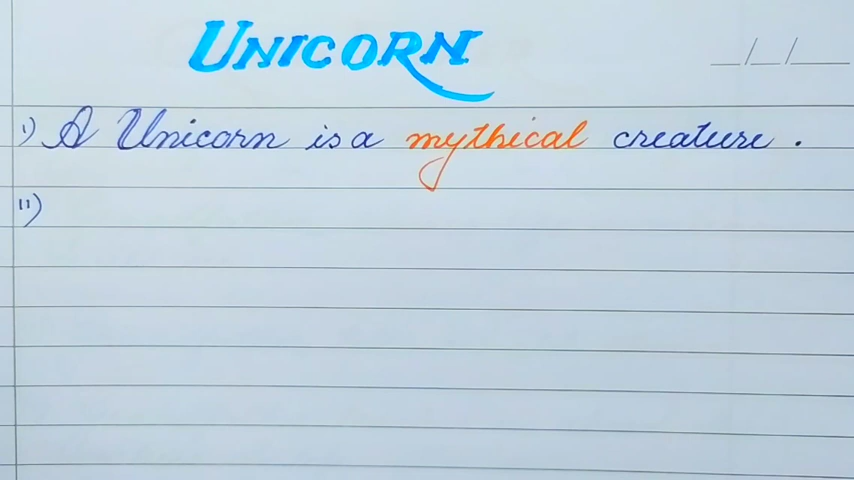 UNICORN
__/__/____
i) A Unicorn is a mythical creature.
ii)